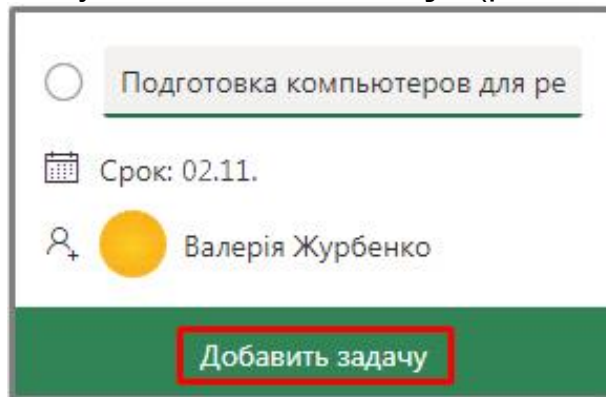 Подготовка компьютеров для ре
Срок: 02.11.
Валерія Журбенко
Добавить задачу